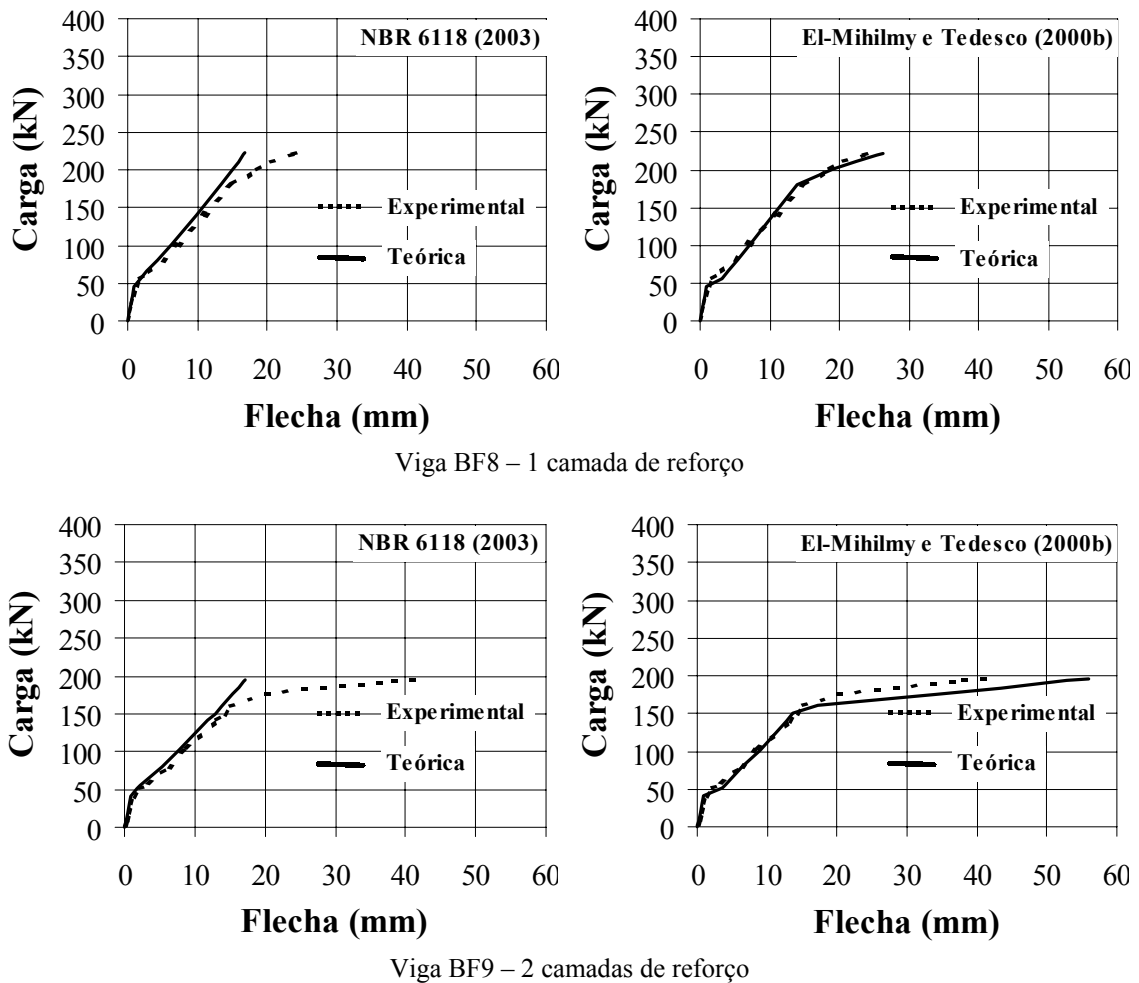 NBR 6118 (2003)
Carga (kN)
400
350
300
250
200
150
100
50
0
Experimental
Teórica
0 10 20 30 40 50 60
Flecha (mm)
El-Mihilmy e Tedesco (2000b)
Carga (kN)
400
350
300
250
200
150
100
50
0
Experimental
Teórica
0 10 20 30 40 50 60
Flecha (mm)
Viga BF8 – 1 camada de reforço
NBR 6118 (2003)
Carga (kN)
400
350
300
250
200
150
100
50
0
Experimental
Teórica
0 10 20 30 40 50 60
Flecha (mm)
El-Mihilmy e Tedesco (2000b)
Carga (kN)
400
350
300
250
200
150
100
50
0
Experimental
Teórica
0 10 20 30 40 50 60
Flecha (mm)
Viga BF9 – 2 camadas de reforço